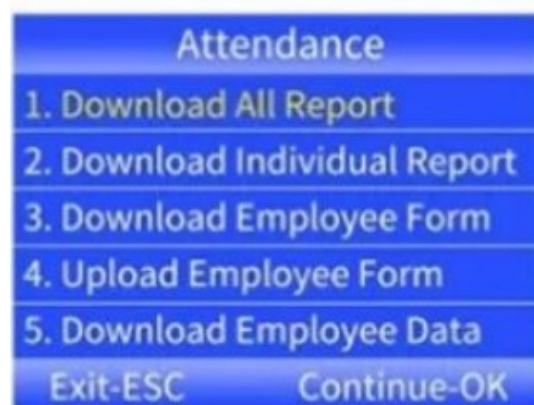 Attendance
1. Download All Report
2. Download Individual Report
3. Download Employee Form
4. Upload Employee Form
5. Download Employee Data
Exit-ESC Continue-OK